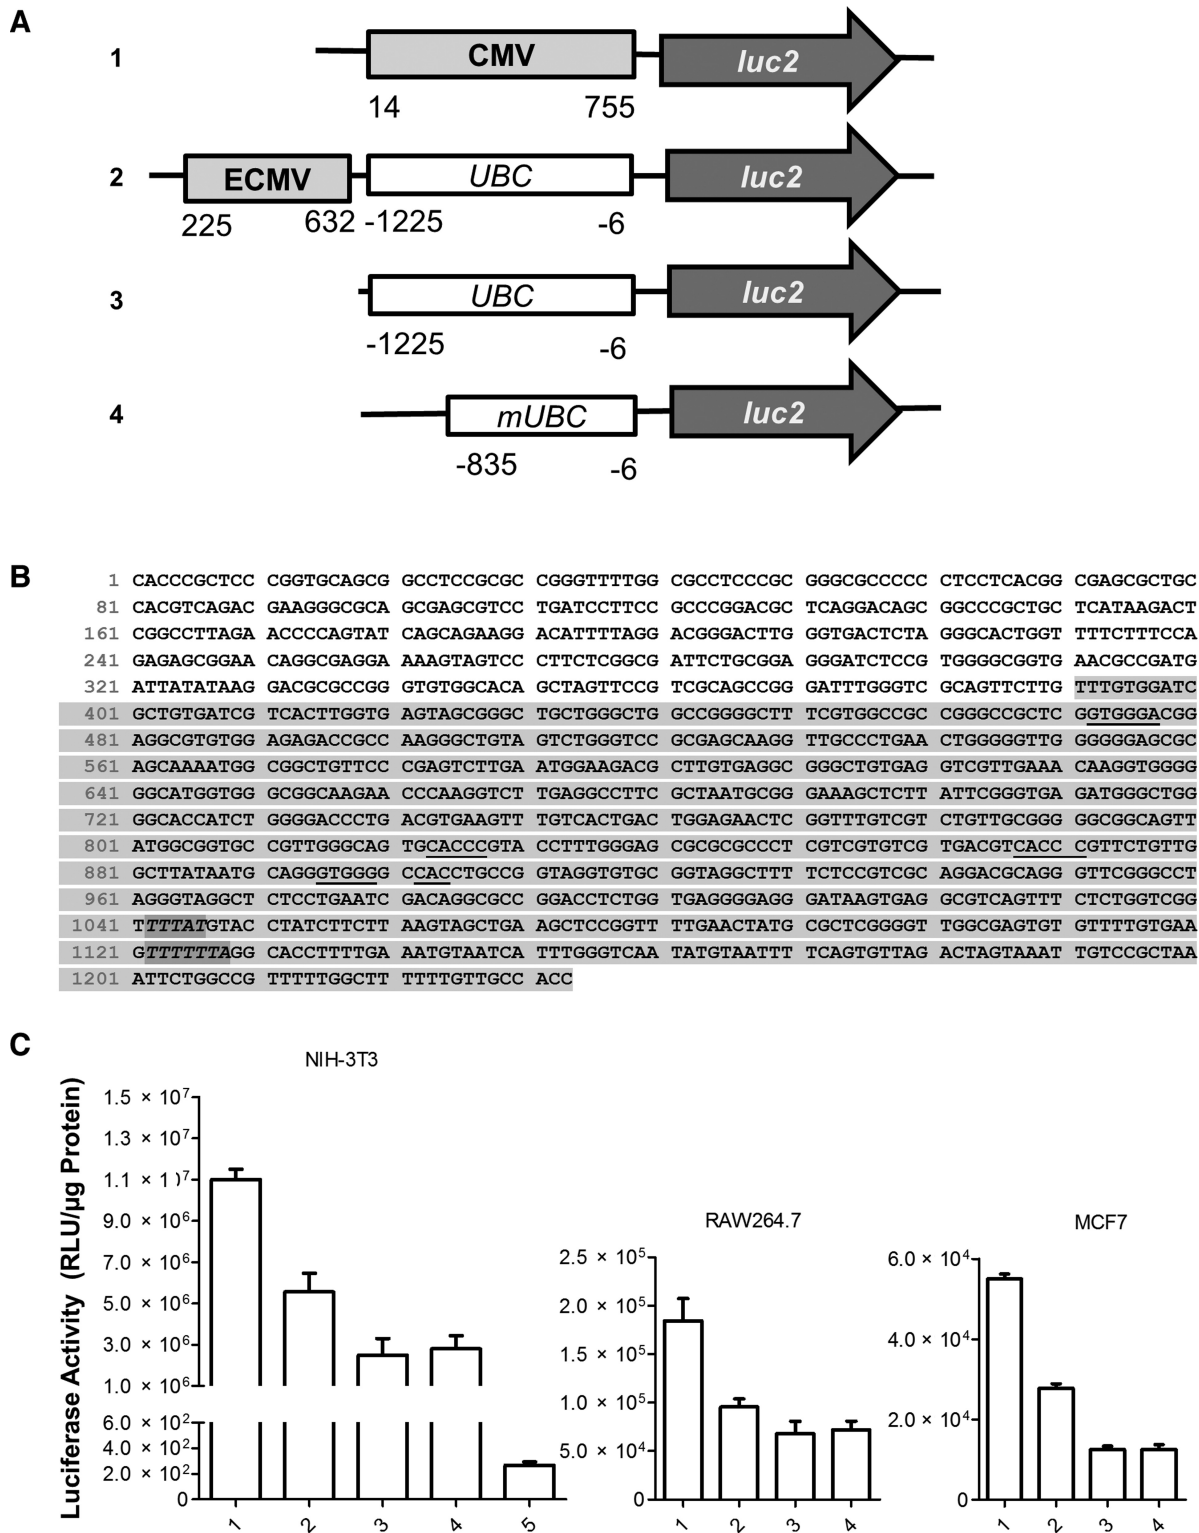 A
1 CMV luc2
14 755
2 ECMV UBC luc2
225 632 -1225 -6
3 UBC luc2
-1225 -6
4 mUBC luc2
-835 -6
B
1 CACCCGCTCC CGGTGCAGCG GCCTCCGCGC CGGGTTTTGG CGCCTCCCGC GGGCGCCCCC CTCCTCACGG CGAGCGCTGC
81 CACGTCAGAC GAAGGGCGCA GCGAGCGTCC TGATCCTTCC GCCCGGACGC TCAGGACAGC GGCCCGCTGC TCATAAGACT
161 CGGCCTTAGA ACCCCAGTAT CAGCAGAAGG ACATTTTAGG ACGGGACTTG GGTGACTCTA GGGCACTGGT TTTCTTTCCA
241 GAGAGCGGAA CAGGCGAGGA AAAGTAGTCC CTTCTCGGCG ATTCTGCGGA GGGATCTCCG TGGGGCGGTG AACGCCGATG
321 ATTATATAAG GACGCGCCGG GTGTGGCACA GCTAGTTCCG TCGCAGCCGG GATTTGGGTC GCAGTTCTTG TTTGTGGATC
401 GCTGTGATCG TCACTTGGTG AGTAGCGGGC TGCTGGGCTG GCCGGGGCTT TCGTGGCCGC CGGGCCGCTC GGTGGGACGG
481 AGGCGTGTGG AGAGACCGCC AAGGGCTGTA GTCTGGGTCC GCGAGCAAGG TTGCCCTGAA CTGGGGGTTG GGGGGAGCGC
561 AGCAAAATGG CGGCTGTTCC CGAGTCTTGA ATGGAAGACG CTTGTGAGGC GGGCTGTGAG GTCGTTGAAA CAAGGTGGGG
641 GGCATGGTGG GCGGCAAGAA CCCAAGGTCT TGAGGCCTTC GCTAATGCGG GAAAGCTCTT ATTCGGGTGA GATGGGCTGG
721 GGCACCATCT GGGGACCCTG ACGTGAAGTT TGTCACTGAC TGGAGAACTC GGTTTGTCGT CTGTTGCGGG GGCGGCAGTT
801 ATGGCGGTGC CGTTGGGCAG TGCACCCGTA CCTTTGGGAG CGCGCGCCCT CGTCGTGTCG TGACGTCACC CGTTCTGTTG
881 GCTTATAATG CAGGGTGGGG CCACCTGCCG GTAGGTGTGC GGTAGGCTTT TCTCCGTCGC AGGACGCAGG GTTCGGGCCT
961 AGGGTAGGCT CTCCTGAATC GACAGGCGCC GGACCTCTGG TGAGGGGAGG GATAAGTGAG GCGTCAGTTT CTCTGGTCGG
1041 TTTTATGTAC CTATCTTCTT AAGTAGCTGA AGCTCCGGTT TTGAACTATG CGCTCGGGGT TGGCGAGTGT GTTTTGTGAA
1121 GTTTTTTAGG CACCTTTTGA AATGTAATCA TTTGGGTCAA TATGTAATTT TCAGTGTTAG ACTAGTAAAT TGTCCGCTAA
1201 ATTCTGGCCG TTTTTGGCTT TTTTGTTGCC ACC
C
NIH-3T3
Luciferase Activity (RLU/µg Protein)
1.5 × 10⁷
1.3 × 10⁷
1.1 × 1)⁷
9.0 × 10⁶
7.0 × 10⁶
5.0 × 10⁶
3.0 × 10⁶
1.0 × 10⁶
6.0 × 10²
4.0 × 10²
2.0 × 10²
0
1 2 3 4 5
RAW264.7
2.5 × 10⁵
2.0 × 10⁵
1.5 × 10⁵
1.0 × 10⁵
5.0 × 10⁴
0
1 2 3 4
MCF7
6.0 × 10⁴
4.0 × 10⁴
2.0 × 10⁴
0
1 2 3 4